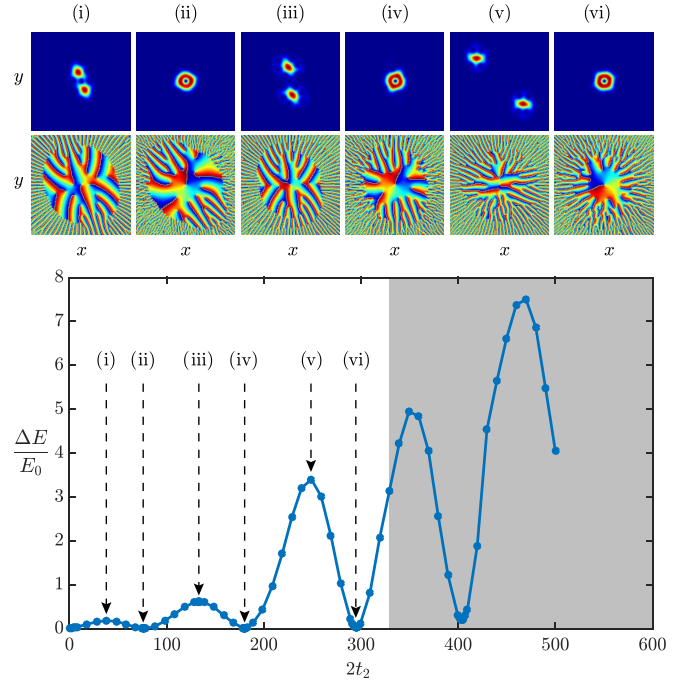 (i) (ii) (iii) (iv) (v) (vi)
y
y
x x x x x x
8
7
6
5
4
3
2
1
0
(i) (ii) (iii) (iv) (v) (vi)
ΔE
E₀
0 100 200 300 400 500 600
2t₂